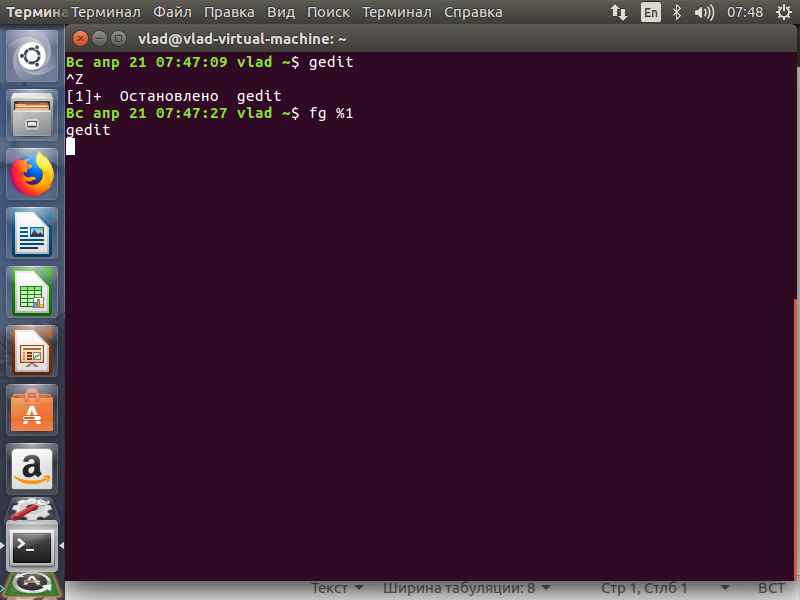 Термина Терминал Файл Правка Вид Поиск Терминал Справка En 07:48
vlad@vlad-virtual-machine: ~
Вс апр 21 07:47:09 vlad ~$ gedit
^Z
[1]+  Остановлено  gedit
Вс апр 21 07:47:27 vlad ~$ fg %1
gedit
Текст Ширина табуляции: 8 Стр 1, Стлб 1 ВСТ